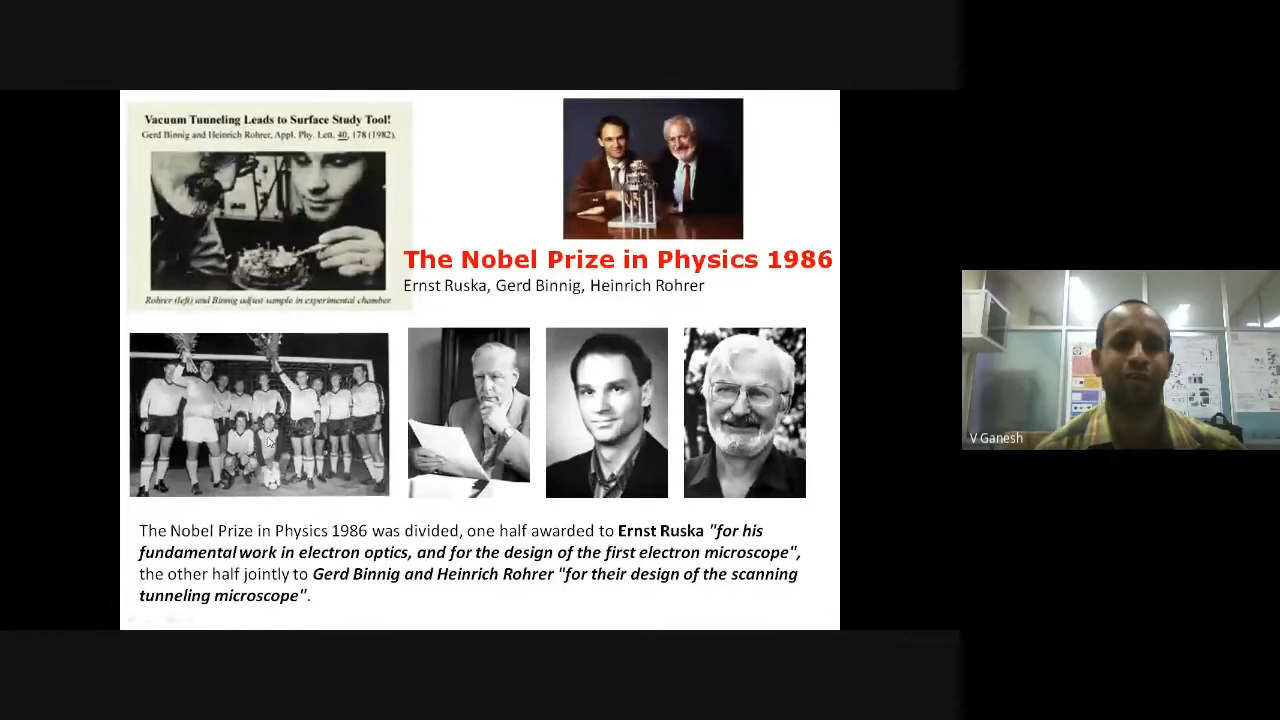 Vacuum Tunneling Leads to Surface Study Tool!
Gerd Binnig and Heinrich Rohrer, Appl. Phy. Lett. 40, 178 (1982).
Rohrer (left) and Binnig adjust sample in experimental chamber.
The Nobel Prize in Physics 1986
Ernst Ruska, Gerd Binnig, Heinrich Rohrer
The Nobel Prize in Physics 1986 was divided, one half awarded to Ernst Ruska "for his
fundamental work in electron optics, and for the design of the first electron microscope",
the other half jointly to Gerd Binnig and Heinrich Rohrer "for their design of the scanning
tunneling microscope".
V Ganesh